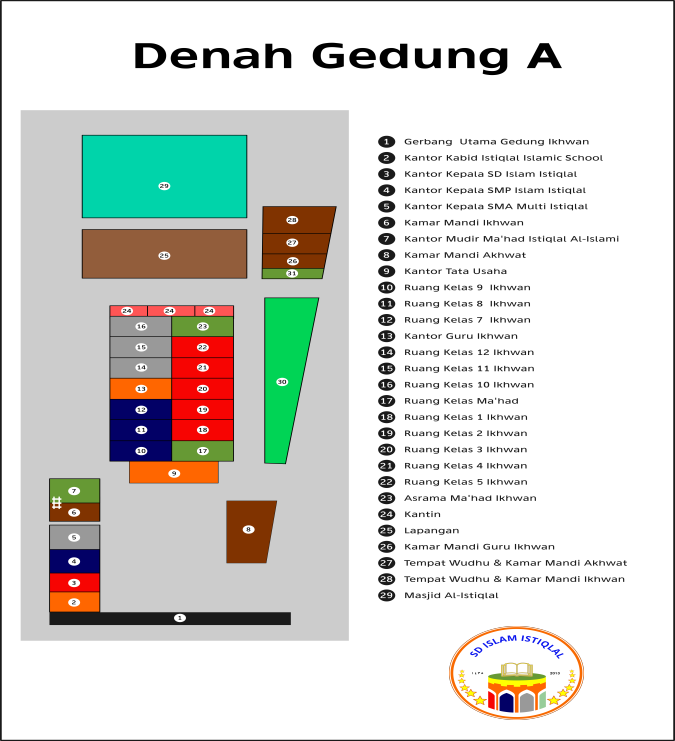 Denah Gedung A
29
28
27
26
31
25
24 24 24
16 23
15 22
14 21
13 20
12 19
11 18
10 17
9
30
7
6
5
4
3
2
8
1
1 Gerbang Utama Gedung Ikhwan
2 Kantor Kabid Istiqlal Islamic School
3 Kantor Kepala SD Islam Istiqlal
4 Kantor Kepala SMP Islam Istiqlal
5 Kantor Kepala SMA Multi Istiqlal
6 Kamar Mandi Ikhwan
7 Kantor Mudir Ma'had Istiqlal Al-Islami
8 Kamar Mandi Akhwat
9 Kantor Tata Usaha
10 Ruang Kelas 9 Ikhwan
11 Ruang Kelas 8 Ikhwan
12 Ruang Kelas 7 Ikhwan
13 Kantor Guru Ikhwan
14 Ruang Kelas 12 Ikhwan
15 Ruang Kelas 11 Ikhwan
16 Ruang Kelas 10 Ikhwan
17 Ruang Kelas Ma'had
18 Ruang Kelas 1 Ikhwan
19 Ruang Kelas 2 Ikhwan
20 Ruang Kelas 3 Ikhwan
21 Ruang Kelas 4 Ikhwan
22 Ruang Kelas 5 Ikhwan
23 Asrama Ma'had Ikhwan
24 Kantin
25 Lapangan
26 Kamar Mandi Guru Ikhwan
27 Tempat Wudhu & Kamar Mandi Akhwat
28 Tempat Wudhu & Kamar Mandi Ikhwan
29 Masjid Al-Istiqlal
SD ISLAM ISTIQLAL